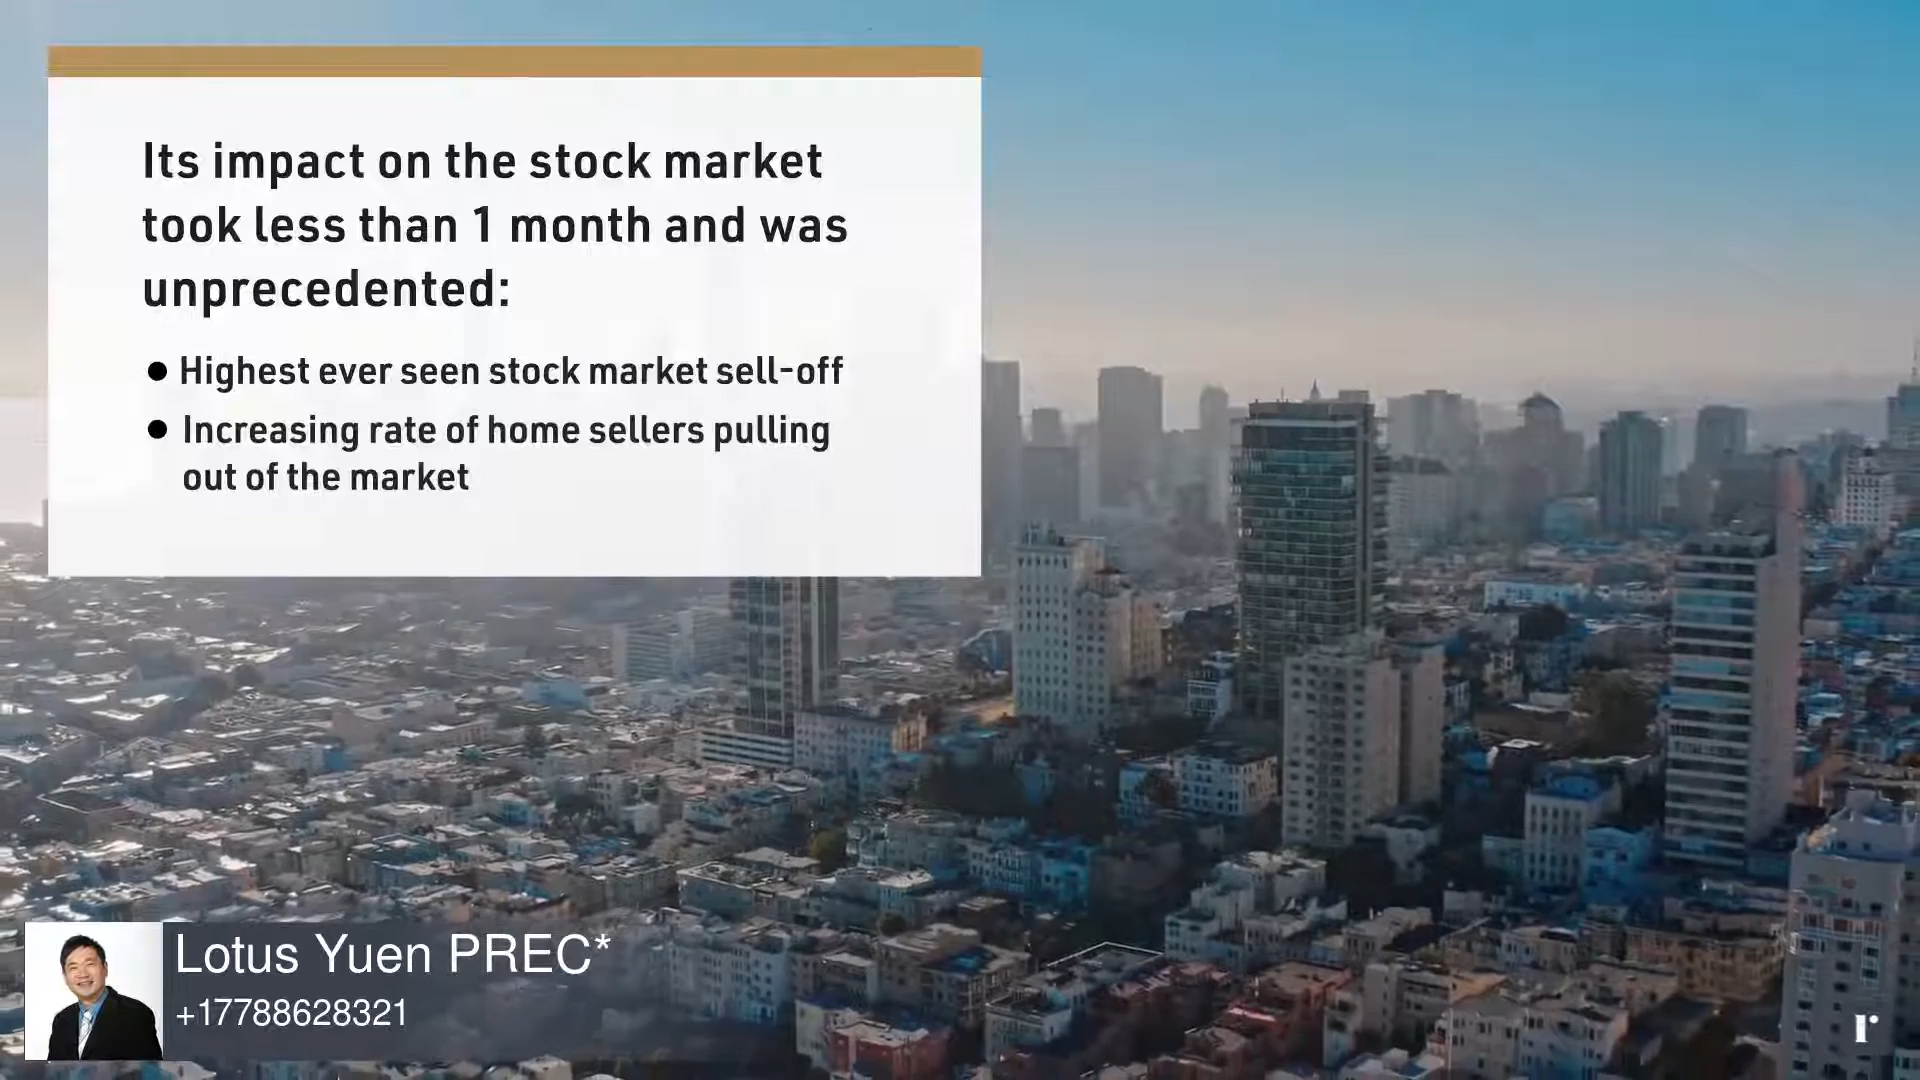 Its impact on the stock market
took less than 1 month and was
unprecedented:
● Highest ever seen stock market sell-off
● Increasing rate of home sellers pulling
out of the market
Lotus Yuen PREC*
+17788628321
r